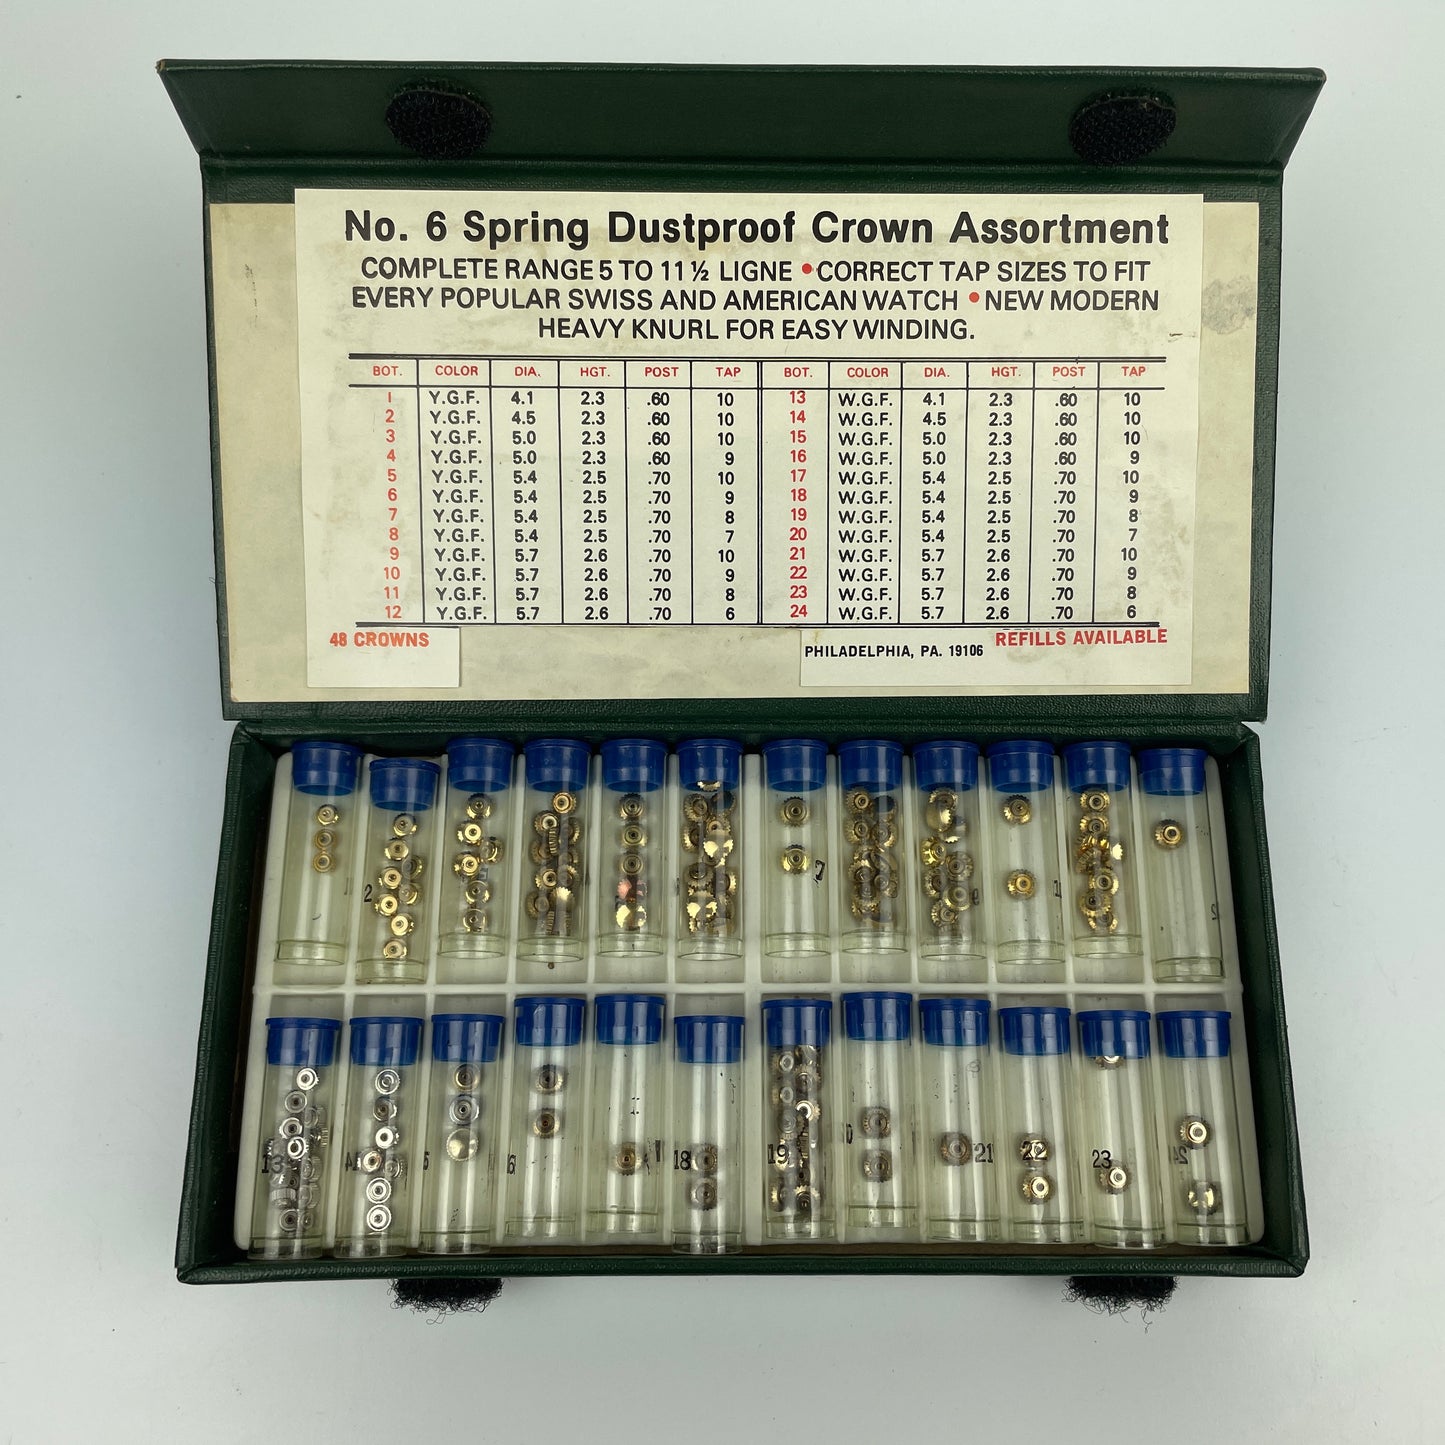 No. 6 Spring Dustproof Crown Assortment
COMPLETE RANGE 5 TO 11 ½ LIGNE • CORRECT TAP SIZES TO FIT
EVERY POPULAR SWISS AND AMERICAN WATCH • NEW MODERN
HEAVY KNURL FOR EASY WINDING.
BOT. COLOR DIA. HGT. POST TAP BOT. COLOR DIA. HGT. POST TAP
1 Y.G.F. 4.1 2.3 .60 10 13 W.G.F. 4.1 2.3 .60 10
2 Y.G.F. 4.5 2.3 .60 10 14 W.G.F. 4.5 2.3 .60 10
3 Y.G.F. 5.0 2.3 .60 10 15 W.G.F. 5.0 2.3 .60 10
4 Y.G.F. 5.0 2.3 .60 9 16 W.G.F. 5.0 2.3 .60 9
5 Y.G.F. 5.4 2.5 .70 10 17 W.G.F. 5.4 2.5 .70 10
6 Y.G.F. 5.4 2.5 .70 9 18 W.G.F. 5.4 2.5 .70 9
7 Y.G.F. 5.4 2.5 .70 8 19 W.G.F. 5.4 2.5 .70 8
8 Y.G.F. 5.4 2.5 .70 7 20 W.G.F. 5.4 2.5 .70 7
9 Y.G.F. 5.7 2.6 .70 10 21 W.G.F. 5.7 2.6 .70 10
10 Y.G.F. 5.7 2.6 .70 9 22 W.G.F. 5.7 2.6 .70 9
11 Y.G.F. 5.7 2.6 .70 8 23 W.G.F. 5.7 2.6 .70 8
12 Y.G.F. 5.7 2.6 .70 6 24 W.G.F. 5.7 2.6 .70 6
48 CROWNS PHILADELPHIA, PA. 19106 REFILLS AVAILABLE
2 7
13 18 19 21 22 23 24